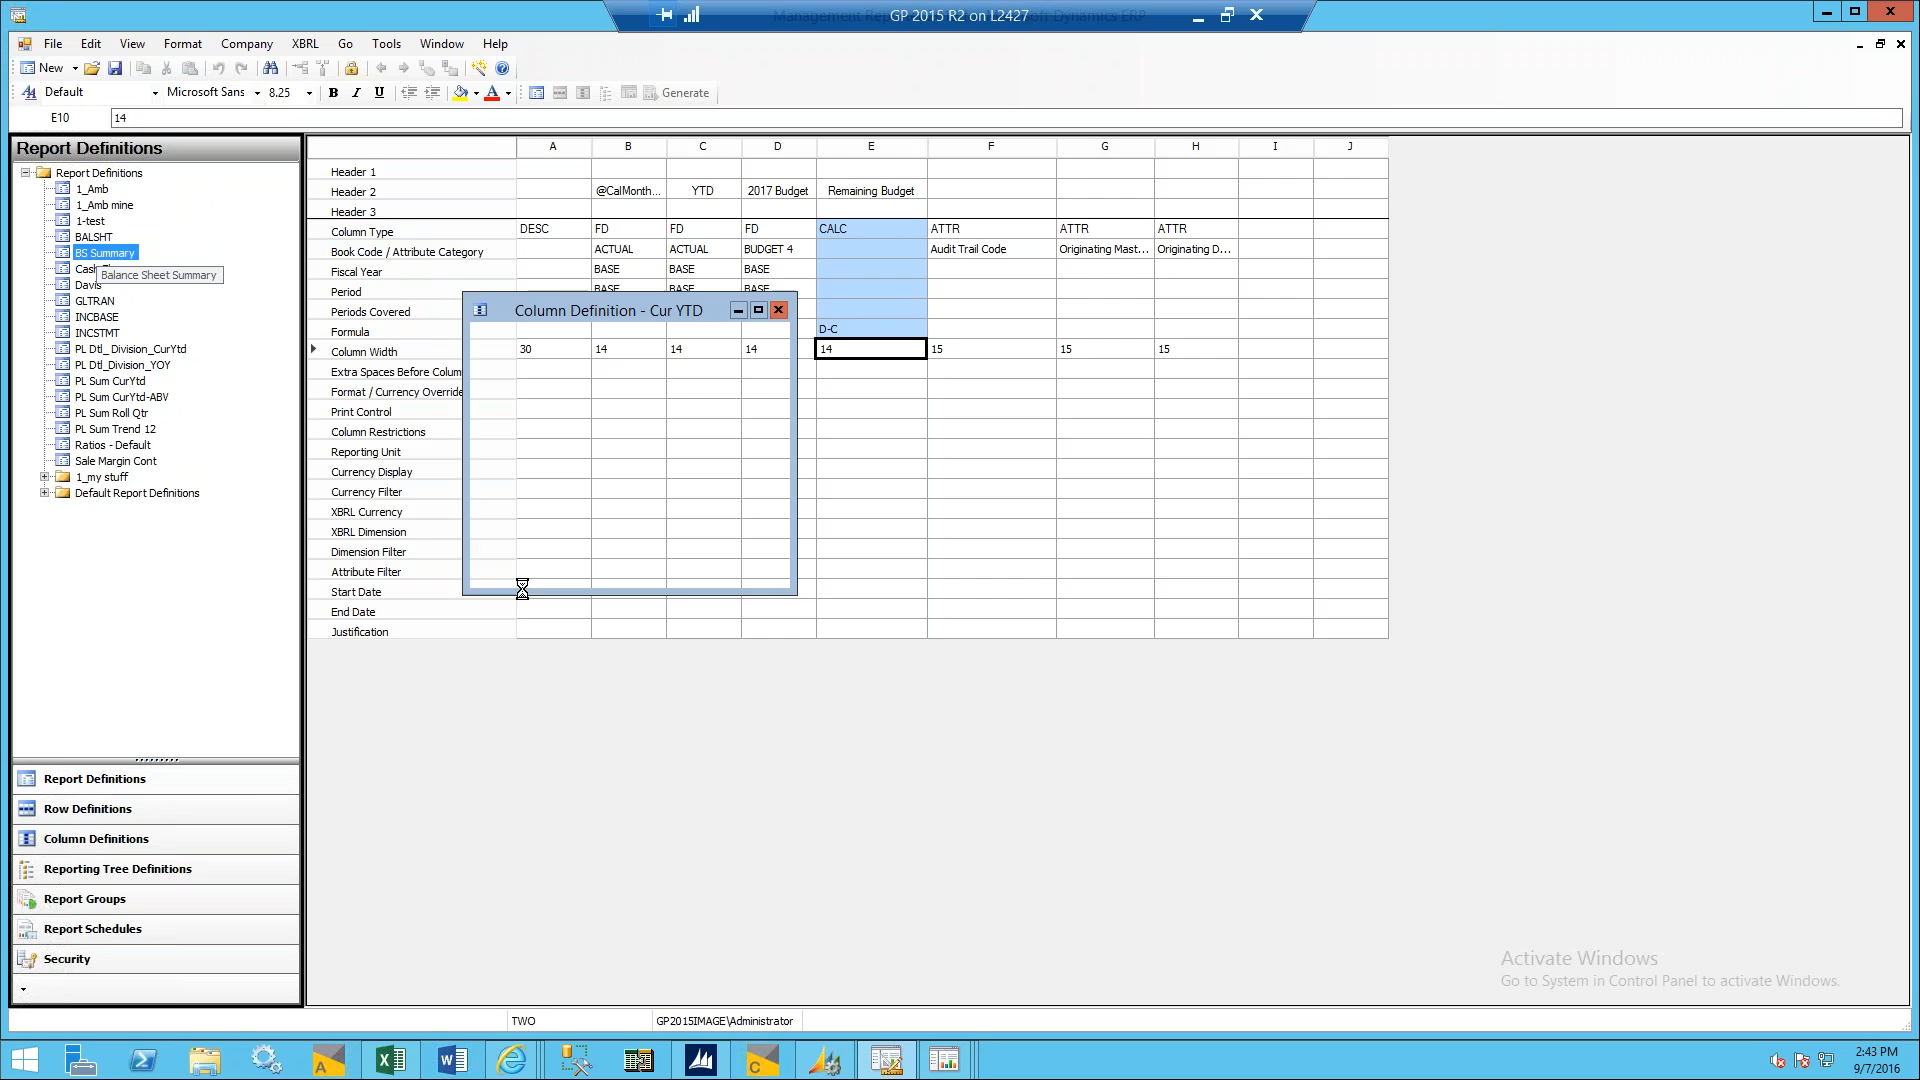 GP 2015 R2 on L2427
File Edit View Format Company XBRL Go Tools Window Help
New
Default Microsoft Sans 8.25 B I U A Generate
E10 14
Report Definitions
Report Definitions
1_Amb
1_Amb mine
1-test
BALSHT
BS Summary
Cash
Balance Sheet Summary
Davis
GLTRAN
INCBASE
INCSTMT
PL Dtl_ Division_CurYtd
PL Dtl_Division_YOY
PL Sum CurYtd
PL Sum CurYtd-ABV
PL Sum Roll Qtr
PL Sum Trend 12
Ratios - Default
Sale Margin Cont
1_my stuff
Default Report Definitions
Report Definitions
Row Definitions
Column Definitions
Reporting Tree Definitions
Report Groups
Report Schedules
Security
A B C D E F G H I J
Header 1
Header 2 @CalMonth... YTD 2017 Budget Remaining Budget
Header 3
Column Type DESC FD FD FD CALC ATTR ATTR ATTR
Book Code / Attribute Category ACTUAL ACTUAL BUDGET 4 Audit Trail Code Originating Mast... Originating D...
Fiscal Year BASE BASE BASE
Period BASE BASE BASE
Periods Covered
Formula D-C
Column Width 30 14 14 14 14 15 15 15
Extra Spaces Before Colum
Format / Currency Override
Print Control
Column Restrictions
Reporting Unit
Currency Display
Currency Filter
XBRL Currency
XBRL Dimension
Dimension Filter
Attribute Filter
Start Date
End Date
Justification
Column Definition - Cur YTD
Activate Windows
Go to System in Control Panel to activate Windows.
TWO GP2015IMAGE\Administrator
2:43 PM
9/7/2016